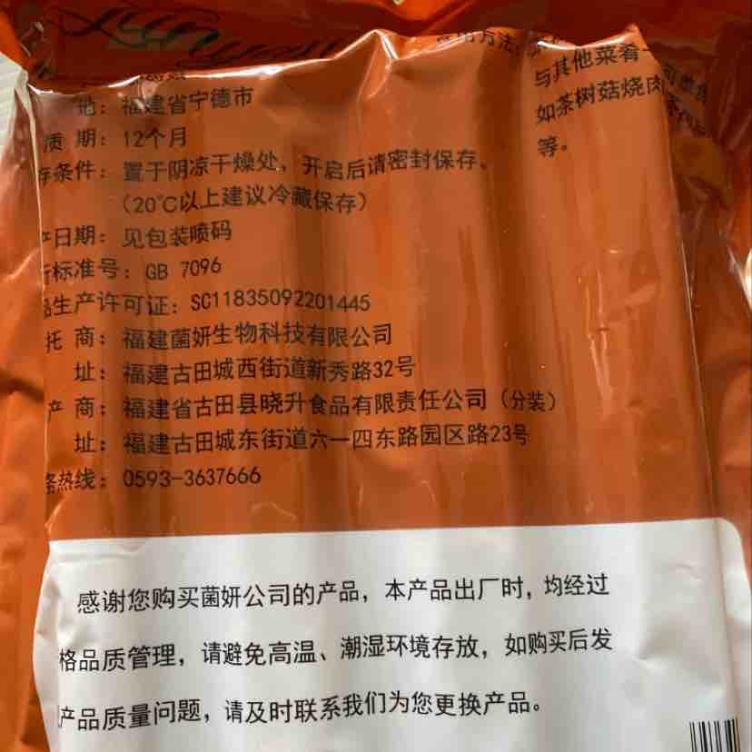 地：福建省宁德市
质 期：12个月
存条件：置于阴凉干燥处，开启后请密封保存。
（20℃以上建议冷藏保存）
日期：见包装喷码
标准号：GB 7096
生产许可证：SC11835092201445
托 商：福建菌妍生物科技有限公司
址：福建古田城西街道新秀路32号
产 商：福建省古田县晓升食品有限责任公司（分装）
址：福建古田城东街道六一四东路园区路23号
热线：0593-3637666
与其他菜肴一
如茶树菇烧肉
等。
感谢您购买菌妍公司的产品，本产品出厂时，均经过
格品质管理，请避免高温、潮湿环境存放，如购买后发
产品质量问题，请及时联系我们为您更换产品。